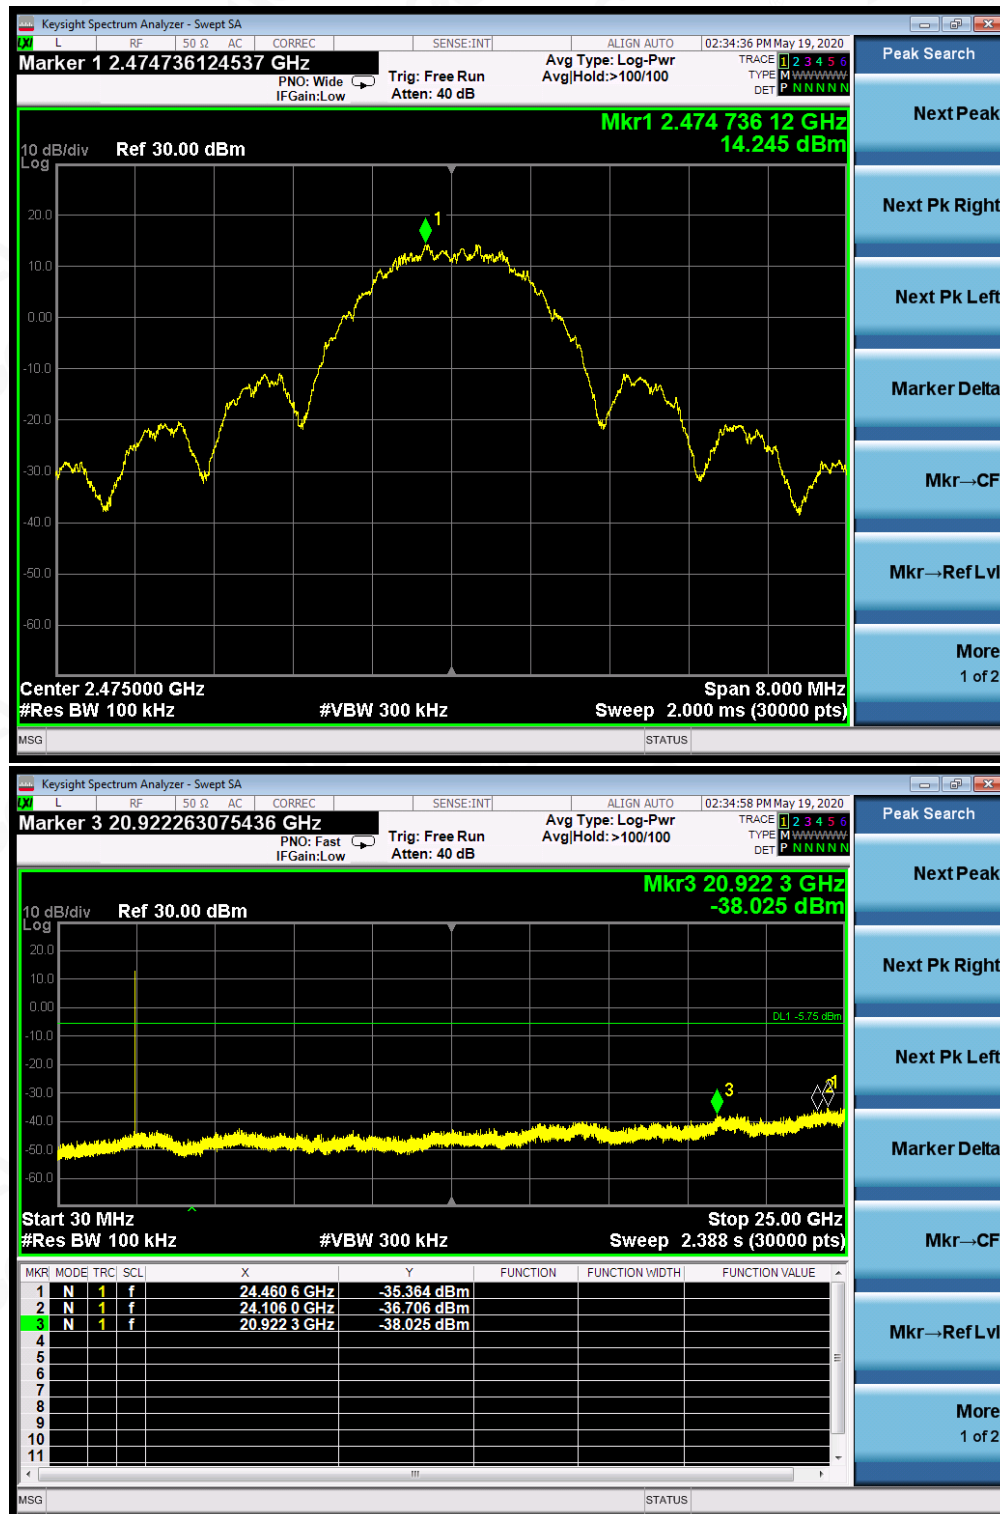 Keysight Spectrum Analyzer - Swept SA
LXI L RF 50 Ω AC CORREC SENSE:INT ALIGN AUTO 02:34:36 PM May 19, 2020
Marker 1 2.474736124537 GHz
PNO: Wide
IFGain:Low
Trig: Free Run
Atten: 40 dB
Avg Type: Log-Pwr
Avg|Hold:>100/100
TRACE 1 2 3 4 5 6
TYPE M WWWWW
DET P N N N N N
Mkr1 2.474 736 12 GHz
14.245 dBm
10 dB/div Ref 30.00 dBm
Log
20.0
1
10.0
0.00
-10.0
-20.0
-30.0
-40.0
-50.0
-60.0
Center 2.475000 GHz Span 8.000 MHz
#Res BW 100 kHz #VBW 300 kHz Sweep 2.000 ms (30000 pts)
MSG STATUS
Peak Search
Next Peak
Next Pk Right
Next Pk Left
Marker Delta
Mkr→CF
Mkr→Ref Lvl
More
1 of 2
Keysight Spectrum Analyzer - Swept SA
LXI L RF 50 Ω AC CORREC SENSE:INT ALIGN AUTO 02:34:58 PM May 19, 2020
Marker 3 20.922263075436 GHz
PNO: Fast
IFGain:Low
Trig: Free Run
Atten: 40 dB
Avg Type: Log-Pwr
Avg|Hold:>100/100
TRACE 1 2 3 4 5 6
TYPE M WWWWW
DET P N N N N N
Mkr3 20.922 3 GHz
-38.025 dBm
10 dB/div Ref 30.00 dBm
Log
20.0
10.0
0.00
DL1 -5.75 dBm
-10.0
-20.0
-30.0
3
2 1
-40.0
-50.0
-60.0
Start 30 MHz Stop 25.00 GHz
#Res BW 100 kHz #VBW 300 kHz Sweep 2.388 s (30000 pts)
MKR MODE TRC SCL X Y FUNCTION FUNCTION WIDTH FUNCTION VALUE
1 N 1 f 24.460 6 GHz -35.364 dBm
2 N 1 f 24.106 0 GHz -36.706 dBm
3 N 1 f 20.922 3 GHz -38.025 dBm
4
5
6
7
8
9
10
11
MSG STATUS
Peak Search
Next Peak
Next Pk Right
Next Pk Left
Marker Delta
Mkr→CF
Mkr→Ref Lvl
More
1 of 2